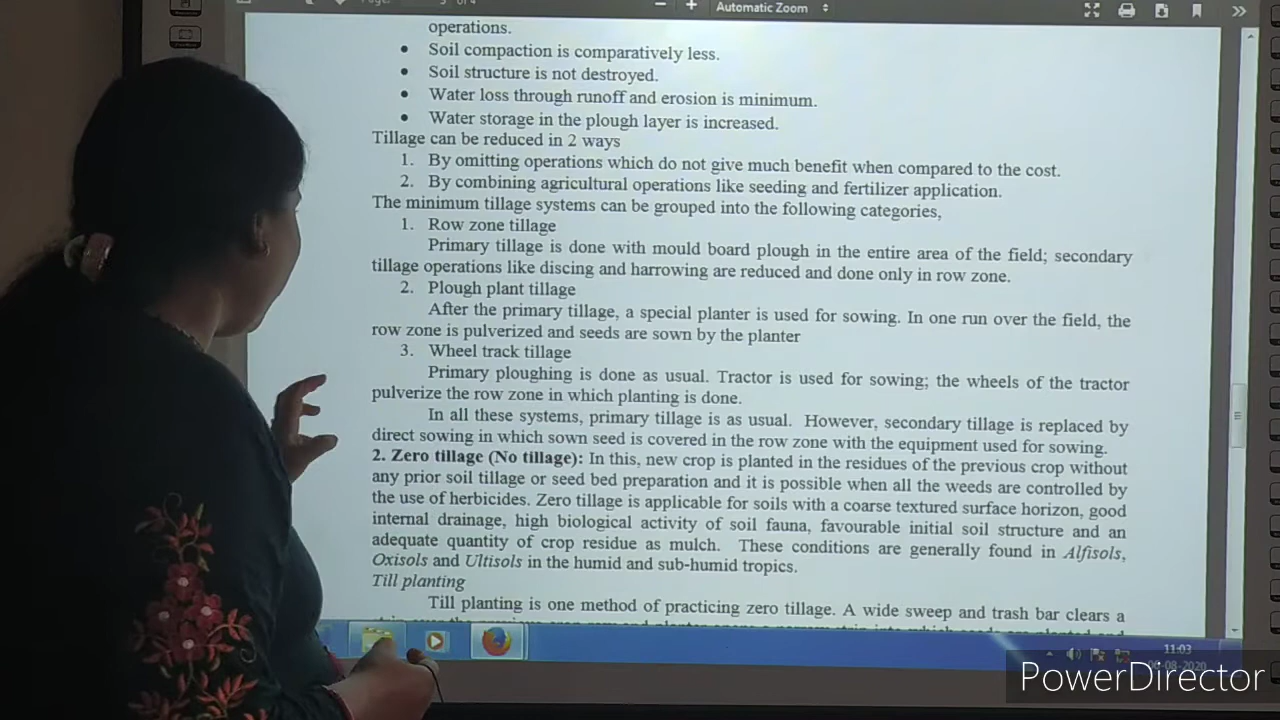 Automatic Zoom
operations.
• Soil compaction is comparatively less.
• Soil structure is not destroyed.
• Water loss through runoff and erosion is minimum.
• Water storage in the plough layer is increased.
Tillage can be reduced in 2 ways
1. By omitting operations which do not give much benefit when compared to the cost.
2. By combining agricultural operations like seeding and fertilizer application.
The minimum tillage systems can be grouped into the following categories,
1. Row zone tillage
Primary tillage is done with mould board plough in the entire area of the field; secondary
tillage operations like discing and harrowing are reduced and done only in row zone.
2. Plough plant tillage
After the primary tillage, a special planter is used for sowing. In one run over the field, the
row zone is pulverized and seeds are sown by the planter
3. Wheel track tillage
Primary ploughing is done as usual. Tractor is used for sowing; the wheels of the tractor
pulverize the row zone in which planting is done.
In all these systems, primary tillage is as usual. However, secondary tillage is replaced by
direct sowing in which sown seed is covered in the row zone with the equipment used for sowing.
2. Zero tillage (No tillage): In this, new crop is planted in the residues of the previous crop without
any prior soil tillage or seed bed preparation and it is possible when all the weeds are controlled by
the use of herbicides. Zero tillage is applicable for soils with a coarse textured surface horizon, good
internal drainage, high biological activity of soil fauna, favourable initial soil structure and an
adequate quantity of crop residue as mulch. These conditions are generally found in Alfisols,
Oxisols and Ultisols in the humid and sub-humid tropics.
Till planting
Till planting is one method of practicing zero tillage. A wide sweep and trash bar clears a
11:03
06-08-2020
PowerDirector